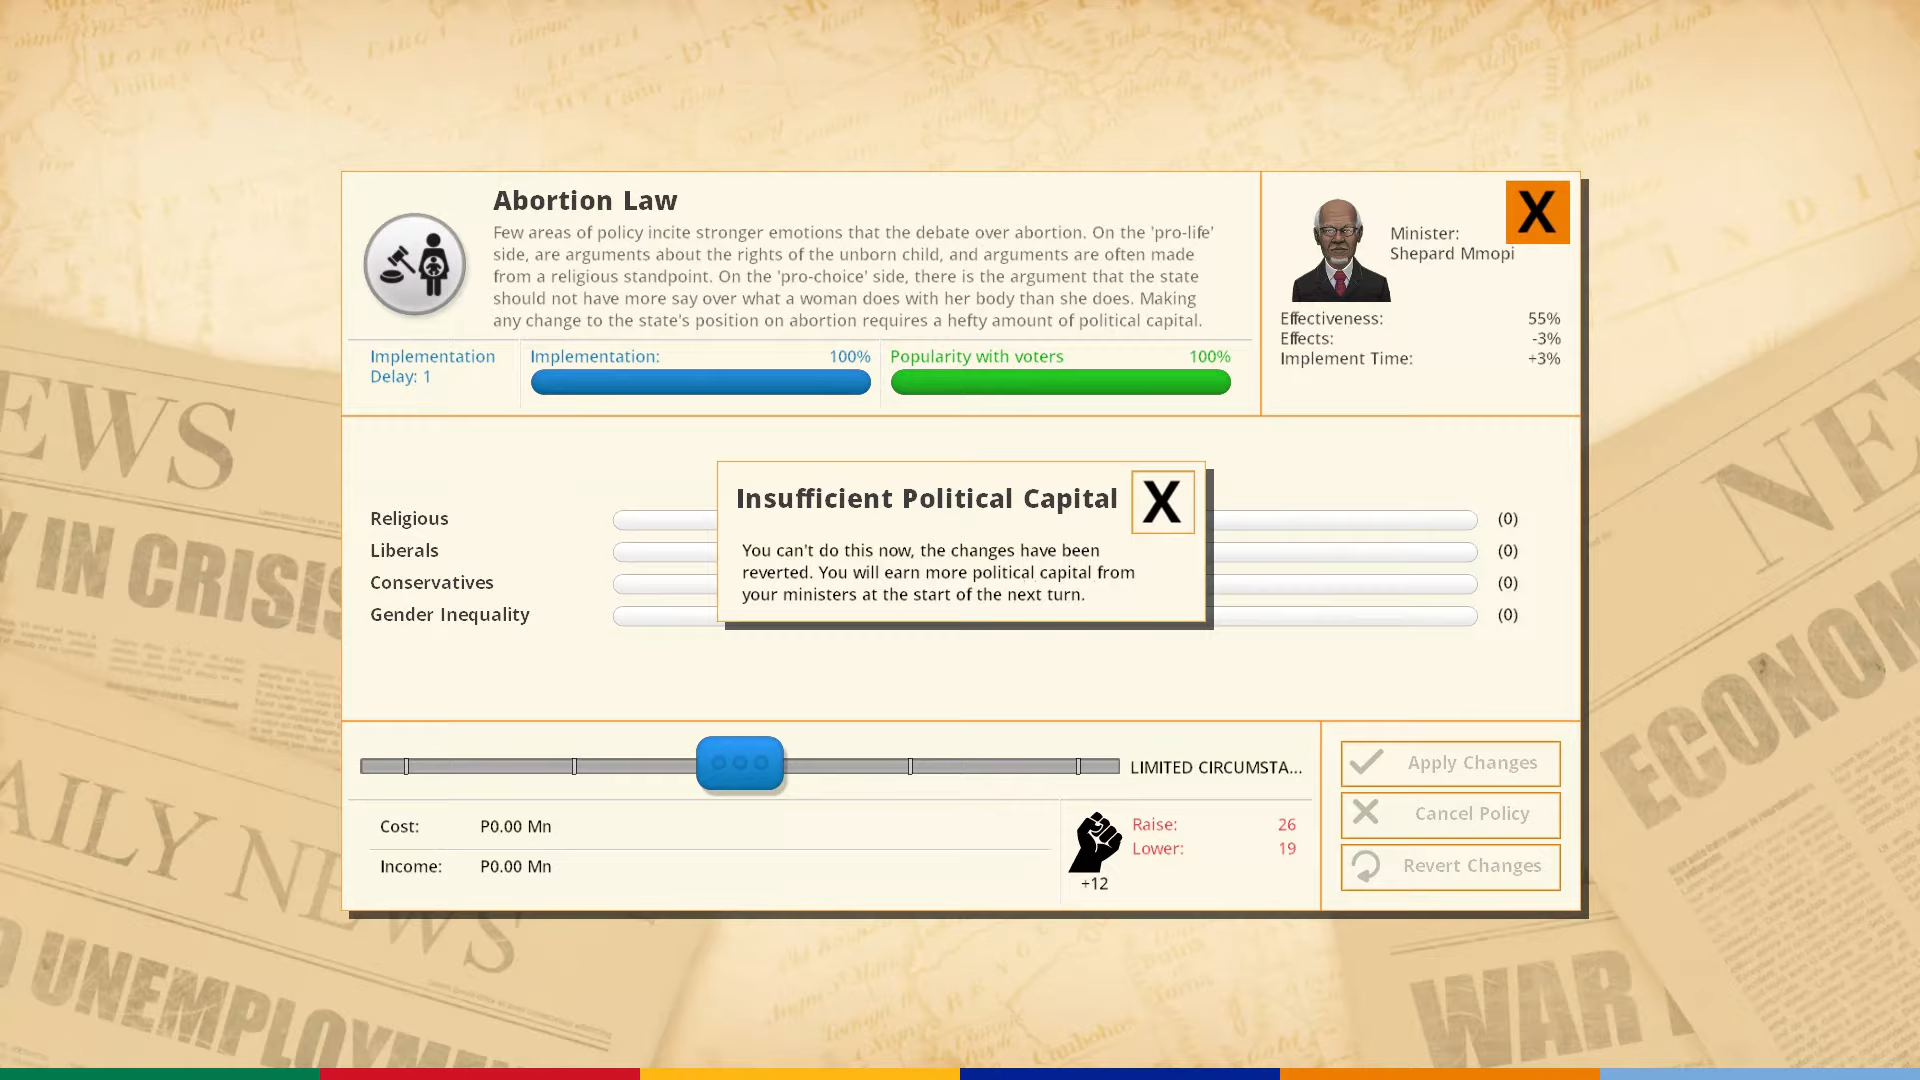 Abortion Law
Few areas of policy incite stronger emotions that the debate over abortion. On the 'pro-life'
side, are arguments about the rights of the unborn child, and arguments are often made
from a religious standpoint. On the 'pro-choice' side, there is the argument that the state
should not have more say over what a woman does with her body than she does. Making
any change to the state's position on abortion requires a hefty amount of political capital.
X
Minister:
Shepard Mmopi
Effectiveness: 55%
Effects: -3%
Implement Time: +3%
Implementation
Delay: 1
Implementation: 100%
Popularity with voters 100%
Religious (0)
Liberals (0)
Conservatives (0)
Gender Inequality (0)
Insufficient Political Capital
X
You can't do this now, the changes have been
reverted. You will earn more political capital from
your ministers at the start of the next turn.
LIMITED CIRCUMSTA...
Cost: P0.00 Mn
Income: P0.00 Mn
Raise: 26
Lower: 19
+12
Apply Changes
Cancel Policy
Revert Changes
EWS
Y IN CRISIS
AILY NEWS
UNEMPLOYM
NE
ECONOM
WAR